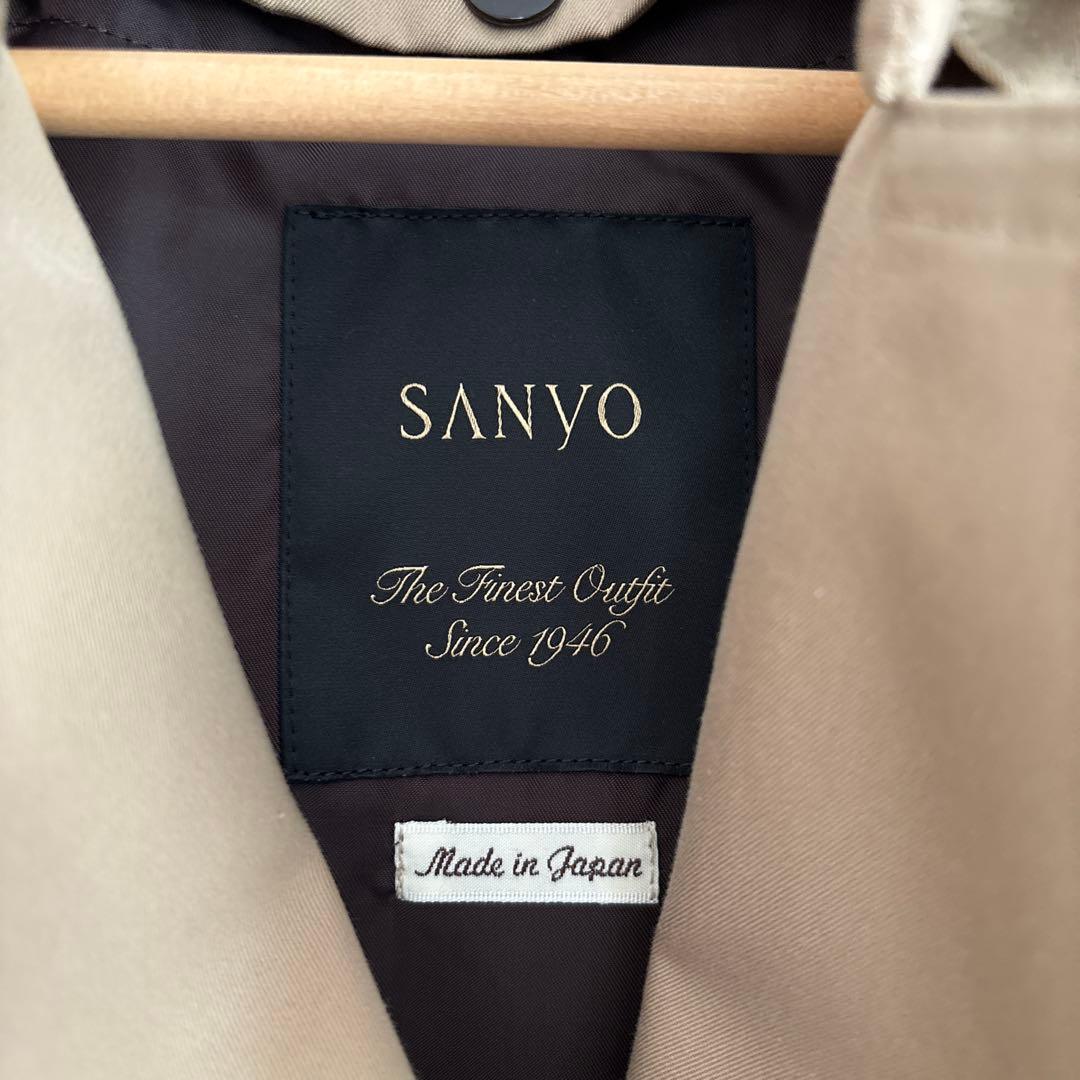 SANYO
The Finest Outfit
Since 1946
Made in Japan